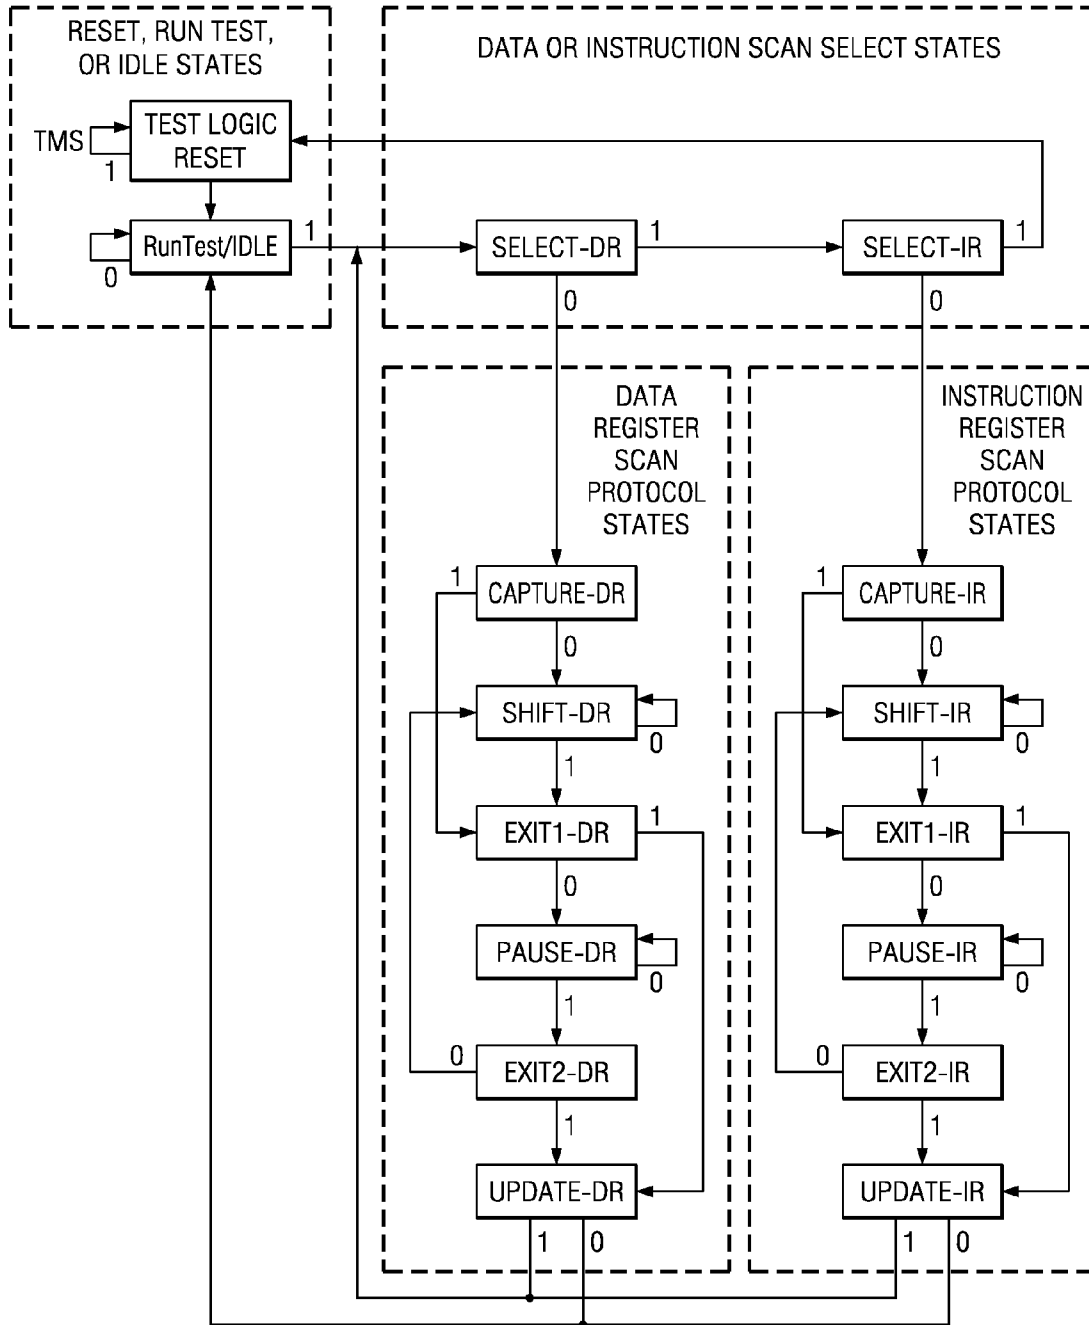 RESET, RUN TEST,
OR IDLE STATES
DATA OR INSTRUCTION SCAN SELECT STATES
TMS
1
TEST LOGIC
RESET
RunTest/IDLE
0
1
SELECT-DR
1
0
SELECT-IR
1
0
DATA
REGISTER
SCAN
PROTOCOL
STATES
1
CAPTURE-DR
0
SHIFT-DR
0
1
EXIT1-DR
1
0
PAUSE-DR
0
1
0
EXIT2-DR
1
UPDATE-DR
1
0
INSTRUCTION
REGISTER
SCAN
PROTOCOL
STATES
1
CAPTURE-IR
0
SHIFT-IR
0
1
EXIT1-IR
1
0
PAUSE-IR
0
1
0
EXIT2-IR
1
UPDATE-IR
1
0